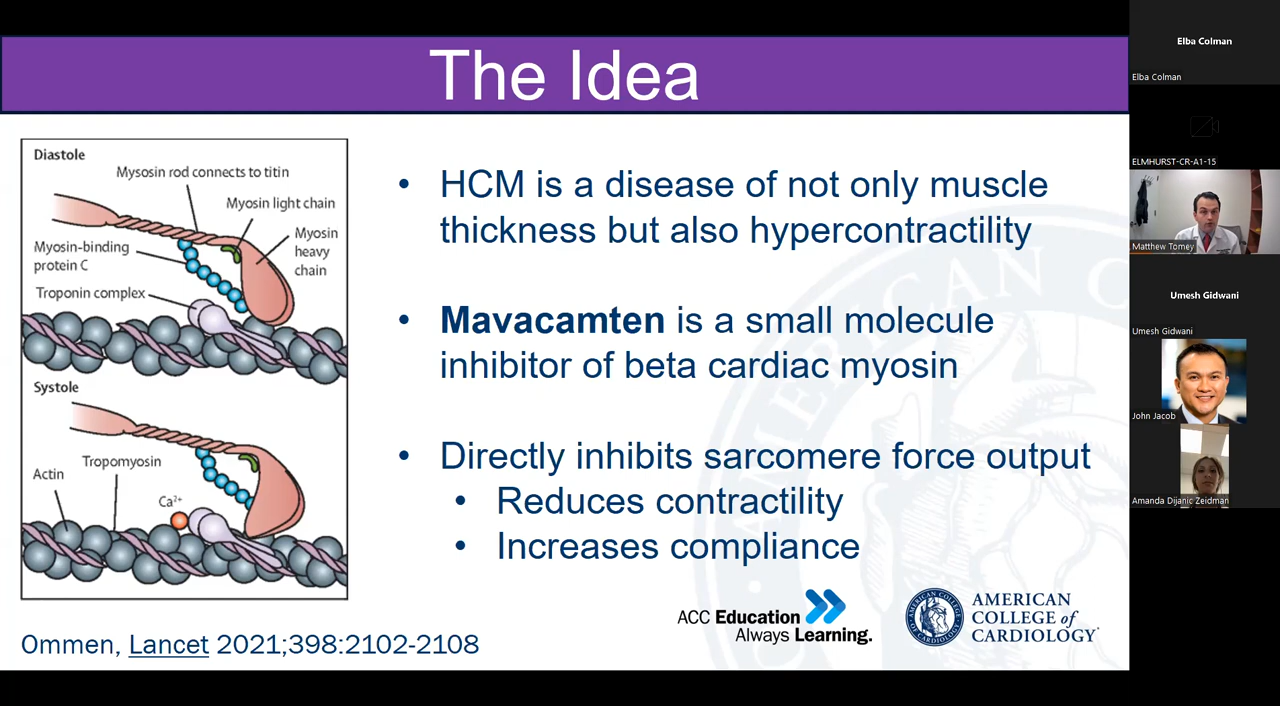 The Idea
Diastole
Mysosin rod connects to titin
Myosin light chain
Myosin
heavy
chain
Myosin-binding
protein C
Troponin complex
Systole
Tropomyosin
Actin
Ca²⁺
Ommen, Lancet 2021;398:2102-2108
• HCM is a disease of not only muscle
thickness but also hypercontractility
• Mavacamten is a small molecule
inhibitor of beta cardiac myosin
• Directly inhibits sarcomere force output
• Reduces contractility
• Increases compliance
ACC Education
Always Learning.
AMERICAN
COLLEGE of
CARDIOLOGY
AMERICAN C
Elba Colman
Elba Colman
ELMHURST-CR-A1-15
Matthew Tomey
Umesh Gidwani
Umesh Gidwani
John Jacob
Amanda Dijanic Zeidman